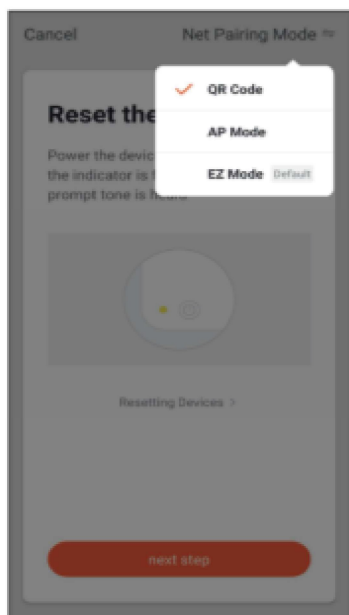 Cancel
Net Pairing Mode
QR Code
AP Mode
EZ Mode Default
Reset the
Power the devic
the indicator is
prompt tone is
Resetting Devices >
next step